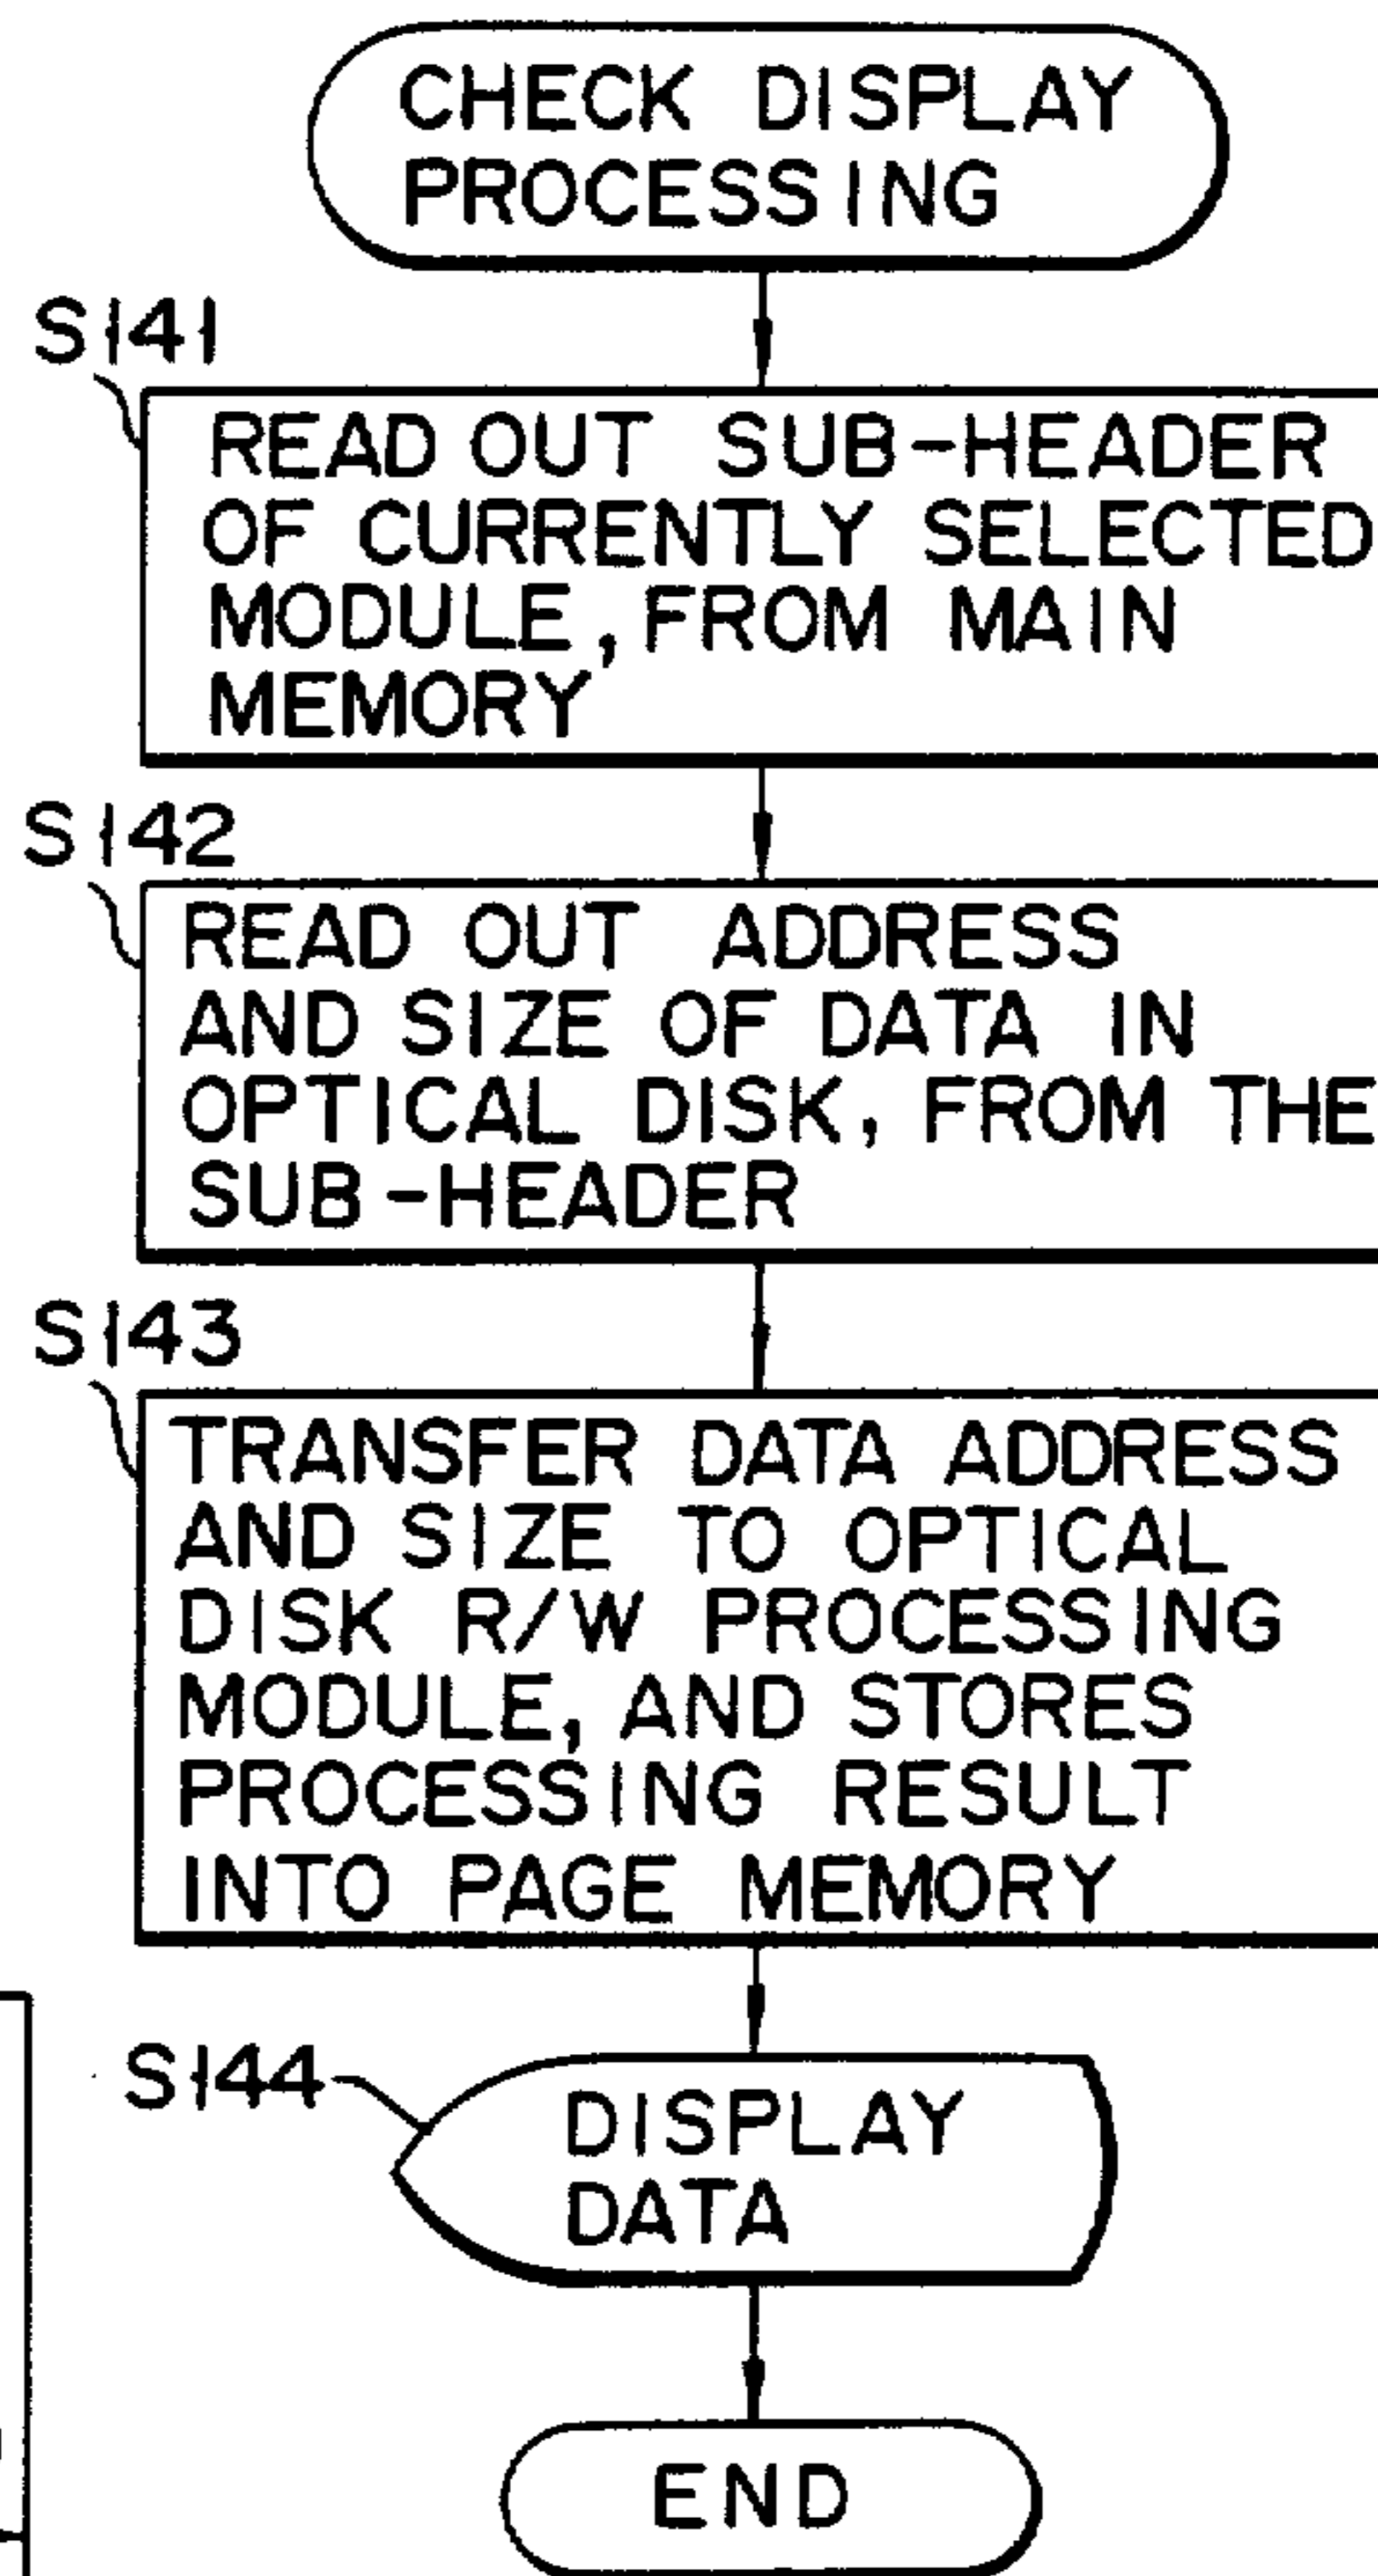 CHECK DISPLAY
PROCESSING
S141
READ OUT SUB-HEADER
OF CURRENTLY SELECTED
MODULE, FROM MAIN
MEMORY
S142
READ OUT ADDRESS
AND SIZE OF DATA IN
OPTICAL DISK, FROM THE
SUB-HEADER
S143
TRANSFER DATA ADDRESS
AND SIZE TO OPTICAL
DISK R/W PROCESSING
MODULE, AND STORES
PROCESSING RESULT
INTO PAGE MEMORY
S144
DISPLAY
DATA
END